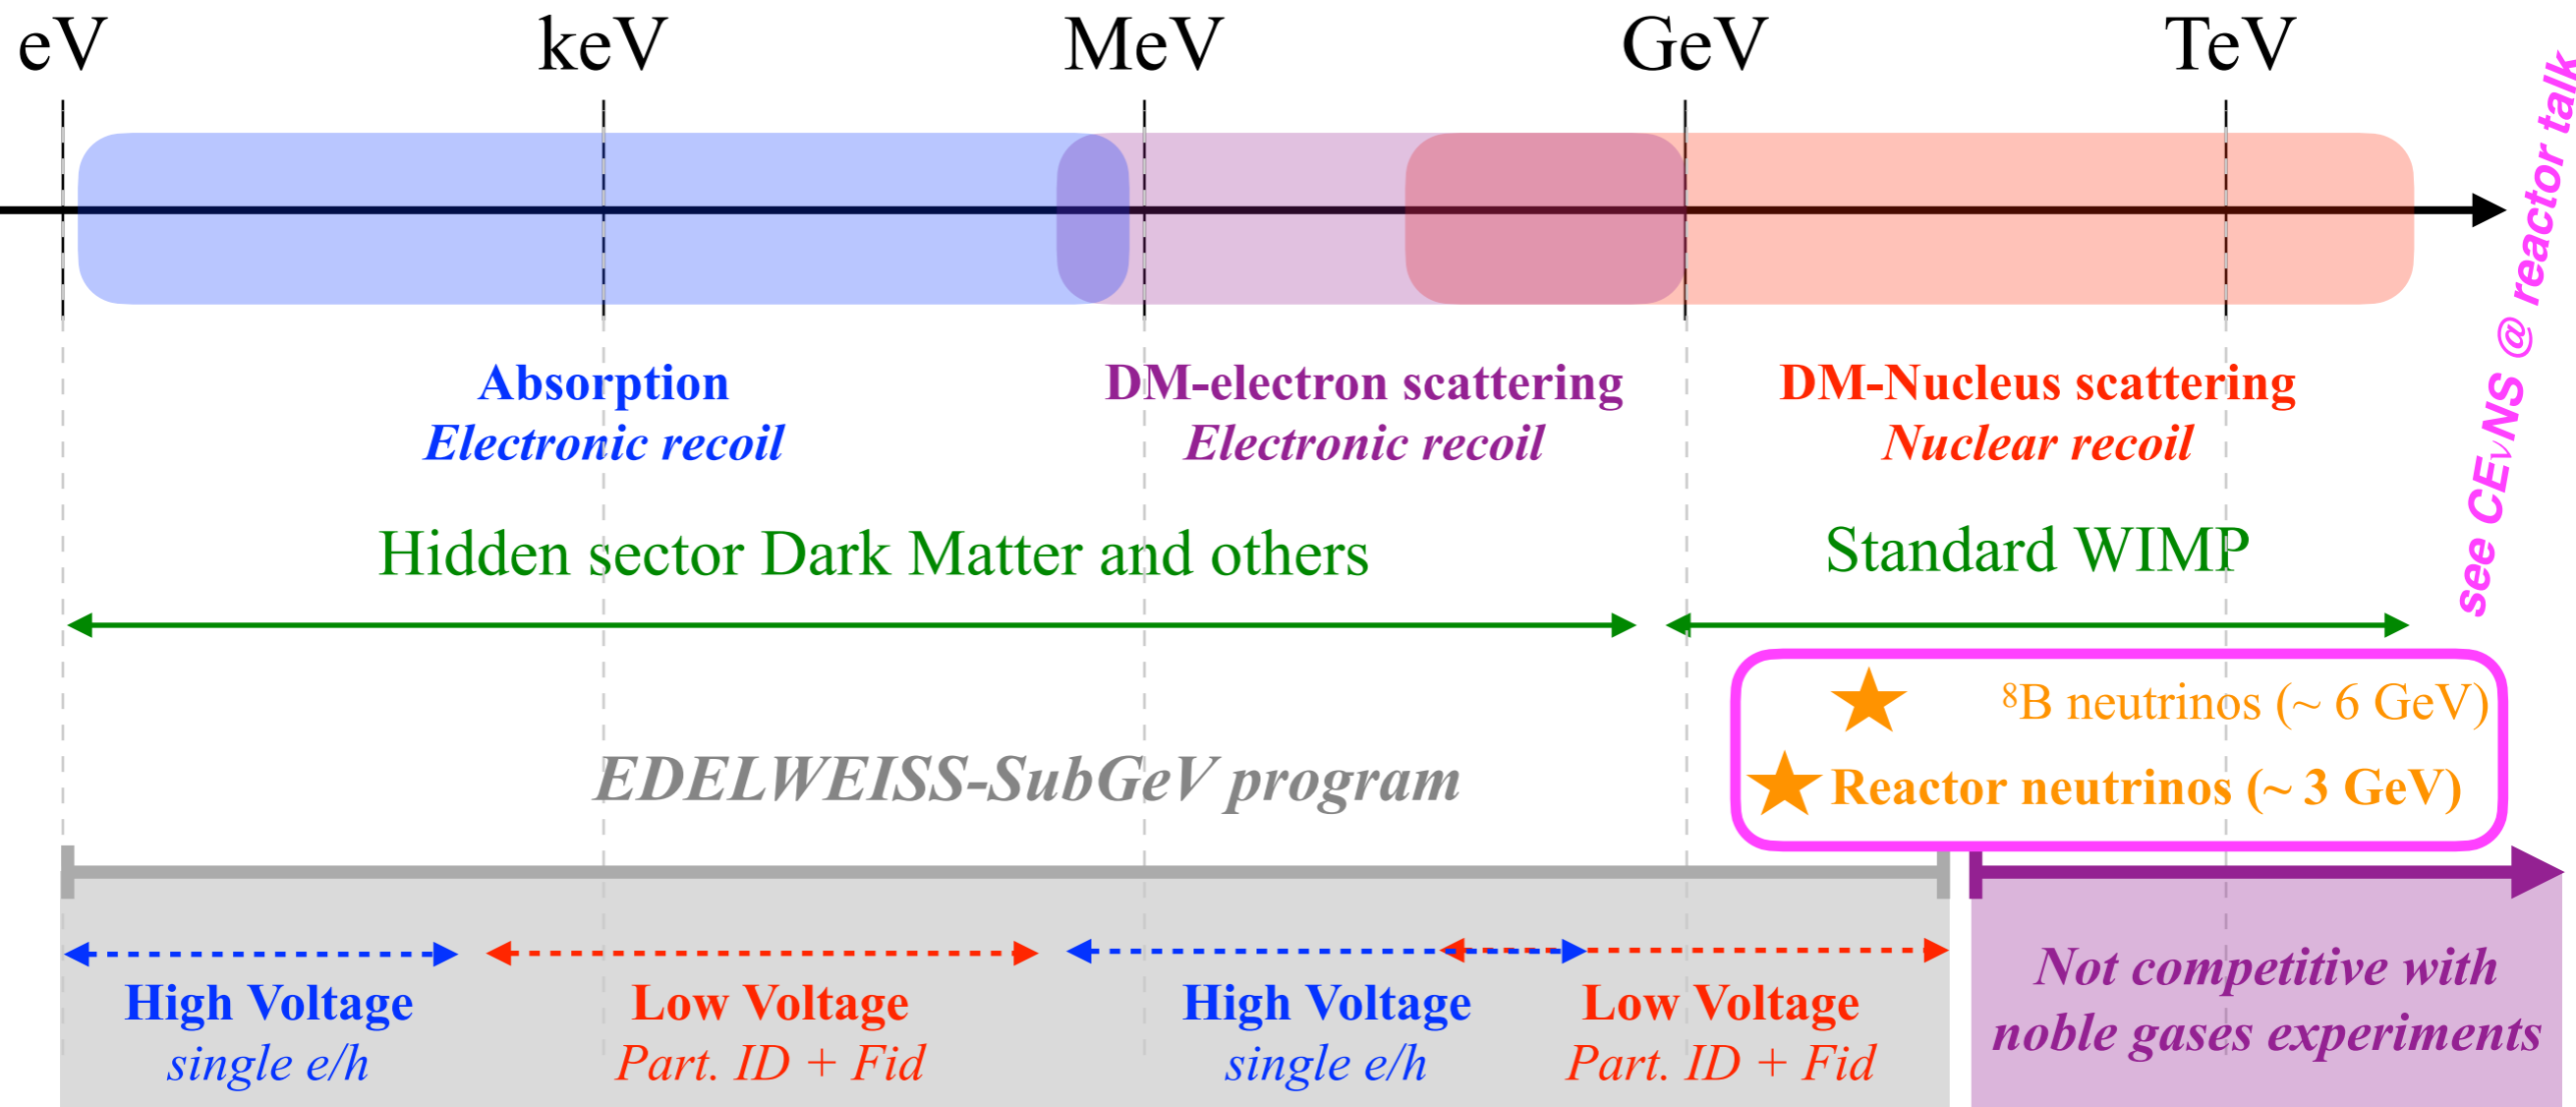 eV keV MeV GeV TeV
see CEνNS @ reactor talk
Absorption
Electronic recoil
DM-electron scattering
Electronic recoil
DM-Nucleus scattering
Nuclear recoil
Hidden sector Dark Matter and others
Standard WIMP
⁸B neutrinos (~ 6 GeV)
Reactor neutrinos (~ 3 GeV)
EDELWEISS-SubGeV program
High Voltage
single e/h
Low Voltage
Part. ID + Fid
High Voltage
single e/h
Low Voltage
Part. ID + Fid
Not competitive with
noble gases experiments